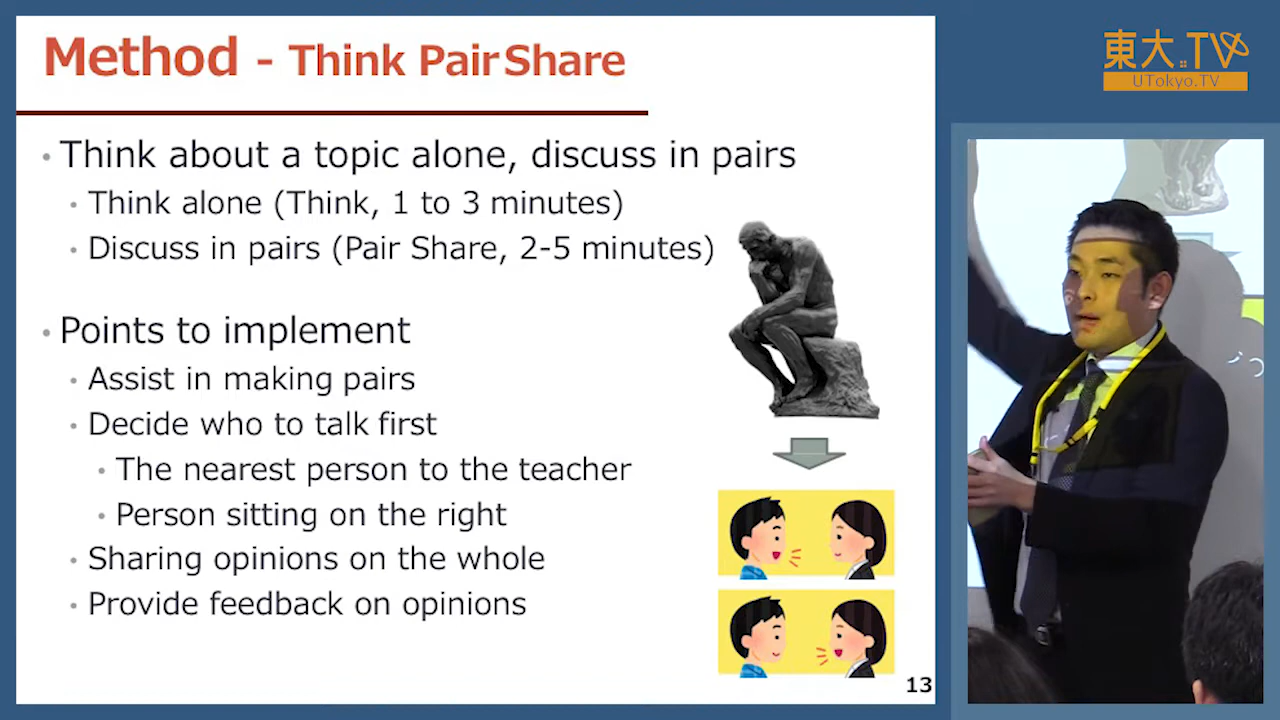 Method - Think Pair Share
• Think about a topic alone, discuss in pairs
• Think alone (Think, 1 to 3 minutes)
• Discuss in pairs (Pair Share, 2-5 minutes)
• Points to implement
• Assist in making pairs
• Decide who to talk first
• The nearest person to the teacher
• Person sitting on the right
• Sharing opinions on the whole
• Provide feedback on opinions
13
東大.TV
UTokyo.TV